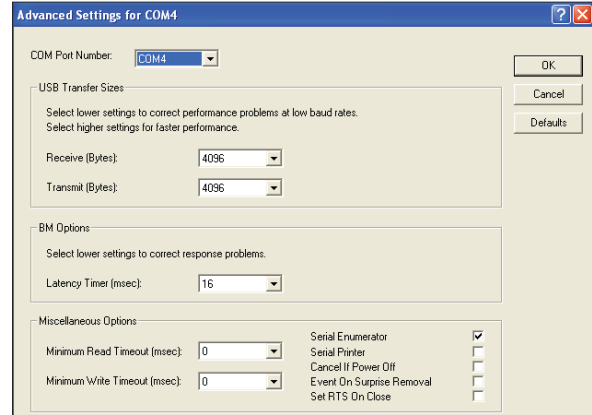 Advanced Settings for COM4
COM Port Number: COM4
OK
USB Transfer Sizes
Cancel
Select lower settings to correct performance problems at low baud rates.
Select higher settings for faster performance.
Defaults
Receive (Bytes): 4096
Transmit (Bytes): 4096
BM Options
Select lower settings to correct response problems.
Latency Timer (msec): 16
Miscellaneous Options
Minimum Read Timeout (msec): 0
Minimum Write Timeout (msec): 0
Serial Enumerator
Serial Printer
Cancel If Power Off
Event On Surprise Removal
Set RTS On Close